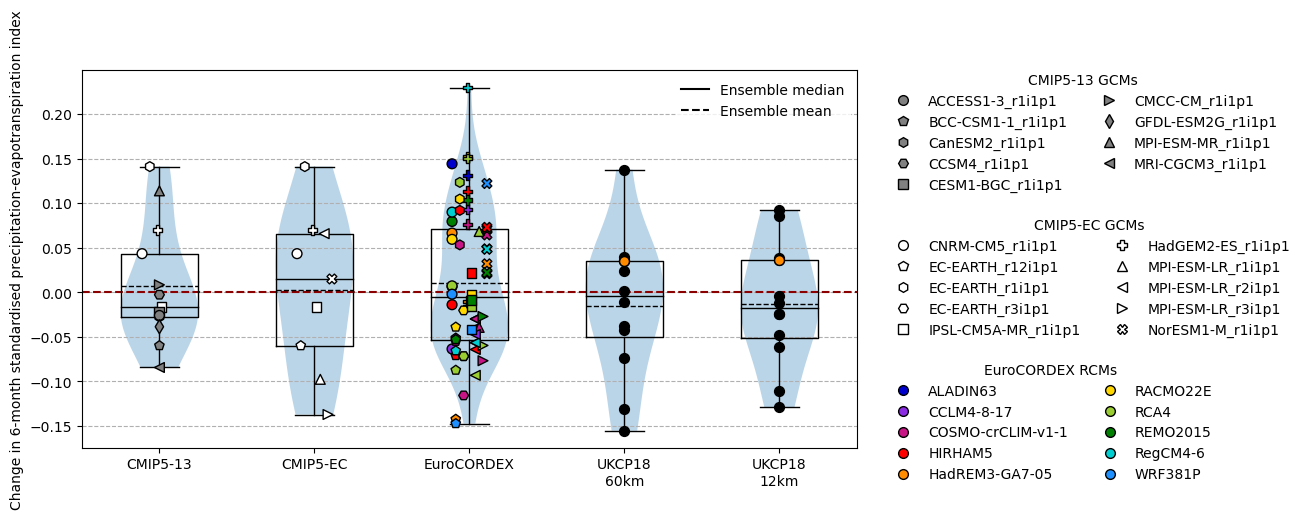 Change in 6-month standardised precipitation-evapotranspiration index
0.20
0.15
0.10
0.05
0.00
−0.05
−0.10
−0.15
Ensemble median
Ensemble mean
CMIP5-13
CMIP5-EC
EuroCORDEX
UKCP18
60km
UKCP18
12km
CMIP5-13 GCMs
ACCESS1-3_r1i1p1
BCC-CSM1-1_r1i1p1
CanESM2_r1i1p1
CCSM4_r1i1p1
CESM1-BGC_r1i1p1
CMCC-CM_r1i1p1
GFDL-ESM2G_r1i1p1
MPI-ESM-MR_r1i1p1
MRI-CGCM3_r1i1p1
CMIP5-EC GCMs
CNRM-CM5_r1i1p1
EC-EARTH_r12i1p1
EC-EARTH_r1i1p1
EC-EARTH_r3i1p1
IPSL-CM5A-MR_r1i1p1
HadGEM2-ES_r1i1p1
MPI-ESM-LR_r1i1p1
MPI-ESM-LR_r2i1p1
MPI-ESM-LR_r3i1p1
NorESM1-M_r1i1p1
EuroCORDEX RCMs
ALADIN63
CCLM4-8-17
COSMO-crCLIM-v1-1
HIRHAM5
HadREM3-GA7-05
RACMO22E
RCA4
REMO2015
RegCM4-6
WRF381P